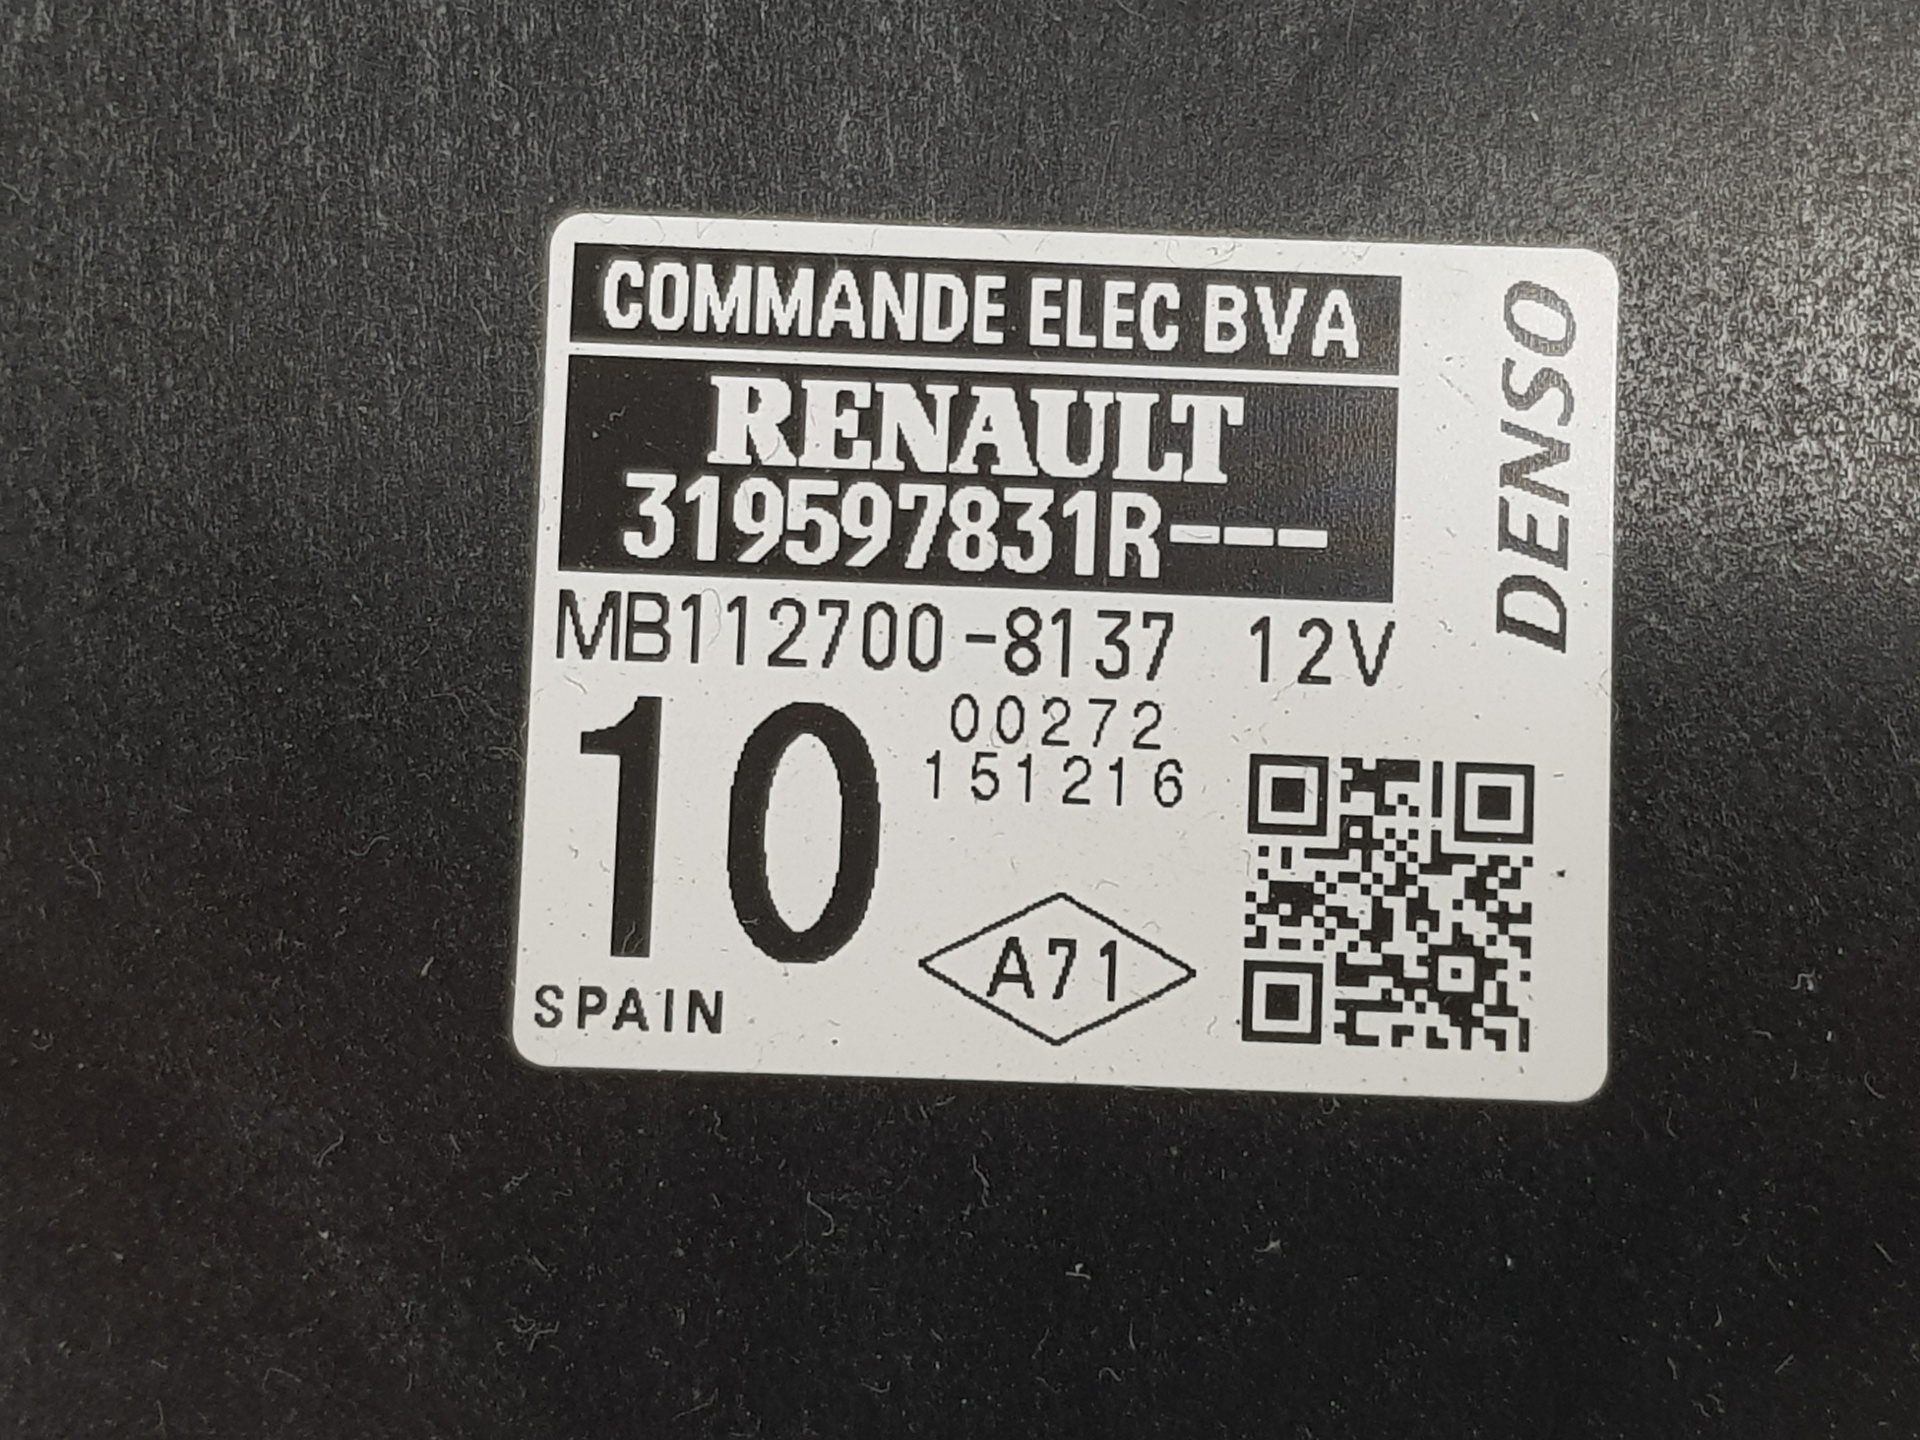 COMMANDE ELEC BVA
RENAULT
319597831R---
MB112700-8137 12V
DENSO
10
00272
151216
A71
SPAIN